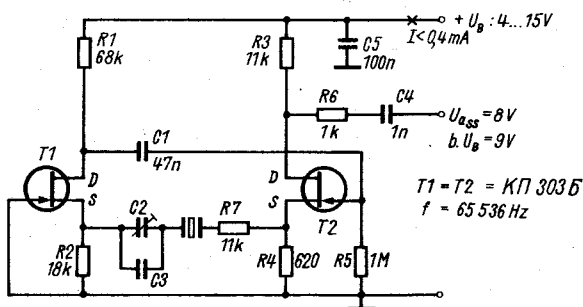 R1
68k
R3
11k
C5
100n
+ U_B : 4...15V
I<0,4mA
R6
1k
C4
1n
U_a_SS = 8V
b. U_B = 9V
T1
C1
47n
D
S
D
S
T2
T1 = T2 = КП 303 Б
f = 65 536 Hz
C2
R7
11k
C3
R2
18k
R4
620
R5
1M